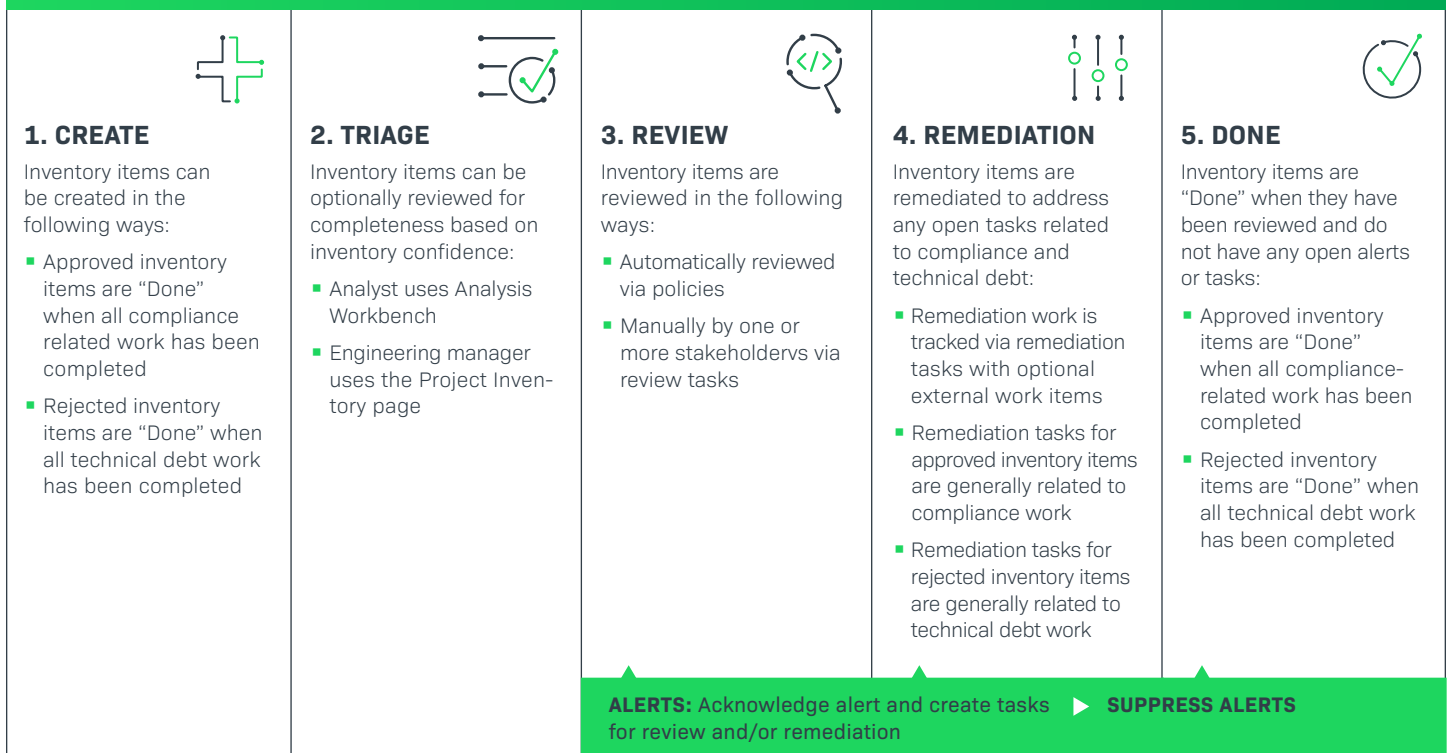 1. CREATE
Inventory items can
be created in the
following ways:
▪ Approved inventory
items are “Done”
when all compliance
related work has been
completed
▪ Rejected inventory
items are “Done” when
all technical debt work
has been completed
2. TRIAGE
Inventory items can be
optionally reviewed for
completeness based on
inventory confidence:
▪ Analyst uses Analysis
Workbench
▪ Engineering manager
uses the Project Inven-
tory page
</>
3. REVIEW
Inventory items are
reviewed in the following
ways:
▪ Automatically reviewed
via policies
▪ Manually by one or
more stakeholdervs via
review tasks
4. REMEDIATION
Inventory items are
remediated to address
any open tasks related
to compliance and
technical debt:
▪ Remediation work is
tracked via remediation
tasks with optional
external work items
▪ Remediation tasks for
approved inventory items
are generally related to
compliance work
▪ Remediation tasks for
rejected inventory items
are generally related to
technical debt work
5. DONE
Inventory items are
“Done” when they have
been reviewed and do
not have any open alerts
or tasks:
▪ Approved inventory
items are “Done”
when all compliance-
related work has been
completed
▪ Rejected inventory
items are “Done” when
all technical debt work
has been completed
ALERTS: Acknowledge alert and create tasks
for review and/or remediation
SUPPRESS ALERTS